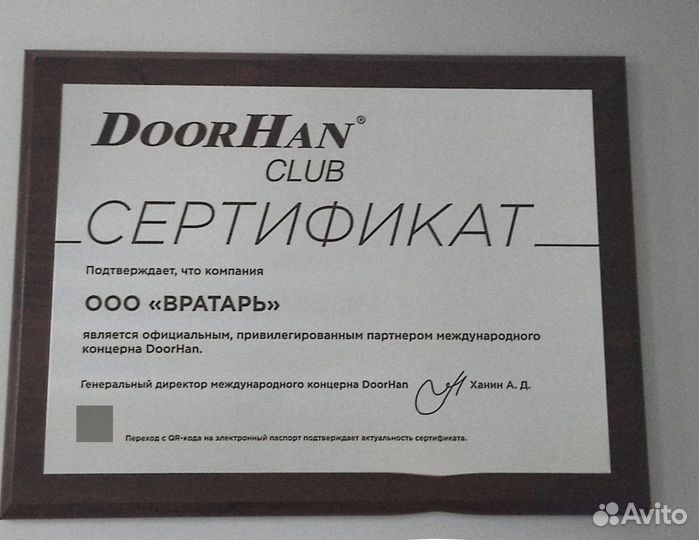 DOORHAN®
CLUB
СЕРТИФИКАТ
Подтверждает, что компания
ООО «ВРАТАРЬ»
является официальным, привилегированным партнером международного
концерна DoorHan.
Генеральный директор международного концерна DoorHan Ханин А. Д.
Переход с QR-кода на электронный паспорт подтверждает актуальность сертификата.
Avito